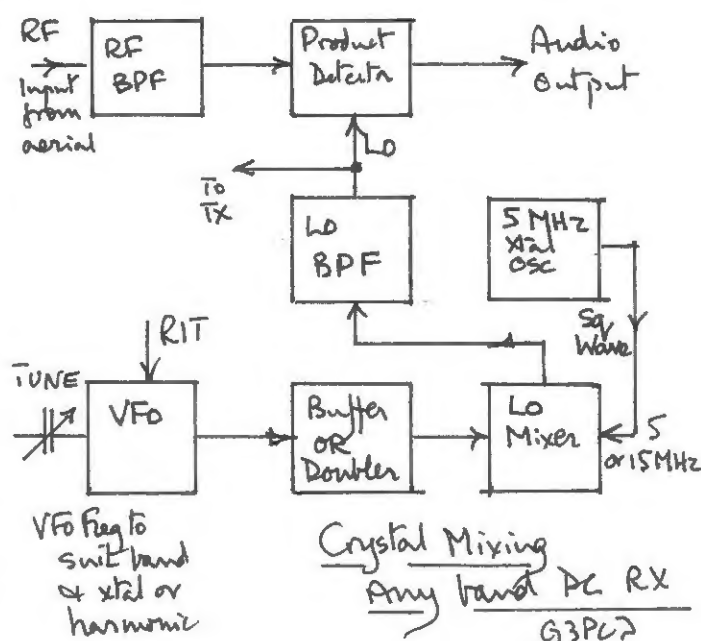 RF
Input
from
aerial
RF
BPF
Product
Detector
Audio
Output
LO
To
TX
LO
BPF
5 MHz
xtal
osc
Sq
Wave
RIT
TUNE
VFO
Buffer
OR
Doubler
LO
Mixer
5
or 15MHz
VFO Freq to
suit band
& xtal or
harmonic
Crystal Mixing
Any band DC RX